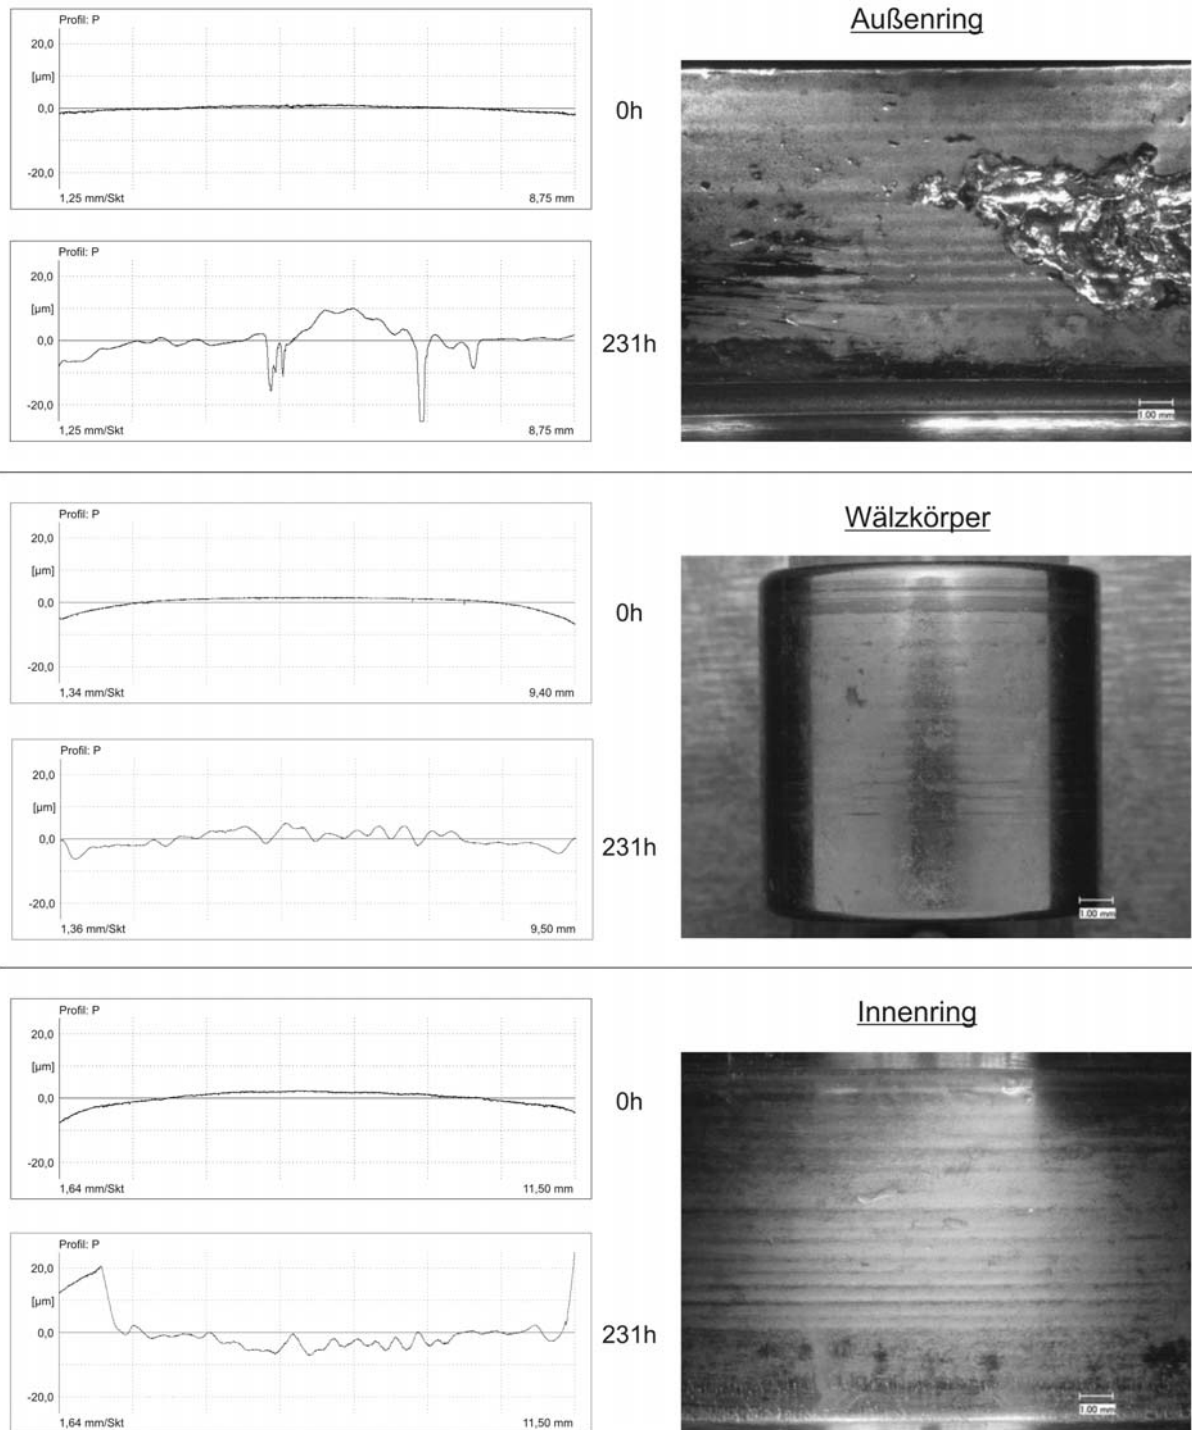 Außenring
Profil: P
20,0
[µm]
0,0
-20,0
1,25 mm/Skt
8,75 mm
0h
Profil: P
20,0
[µm]
0,0
-20,0
1,25 mm/Skt
8,75 mm
231h
1.00 mm
Wälzkörper
Profil: P
20,0
[µm]
0,0
-20,0
1,34 mm/Skt
9,40 mm
0h
Profil: P
20,0
[µm]
0,0
-20,0
1,36 mm/Skt
9,50 mm
231h
1.00 mm
Innenring
Profil: P
20,0
[µm]
0,0
-20,0
1,64 mm/Skt
11,50 mm
0h
Profil: P
20,0
[µm]
0,0
-20,0
1,64 mm/Skt
11,50 mm
231h
1.00 mm